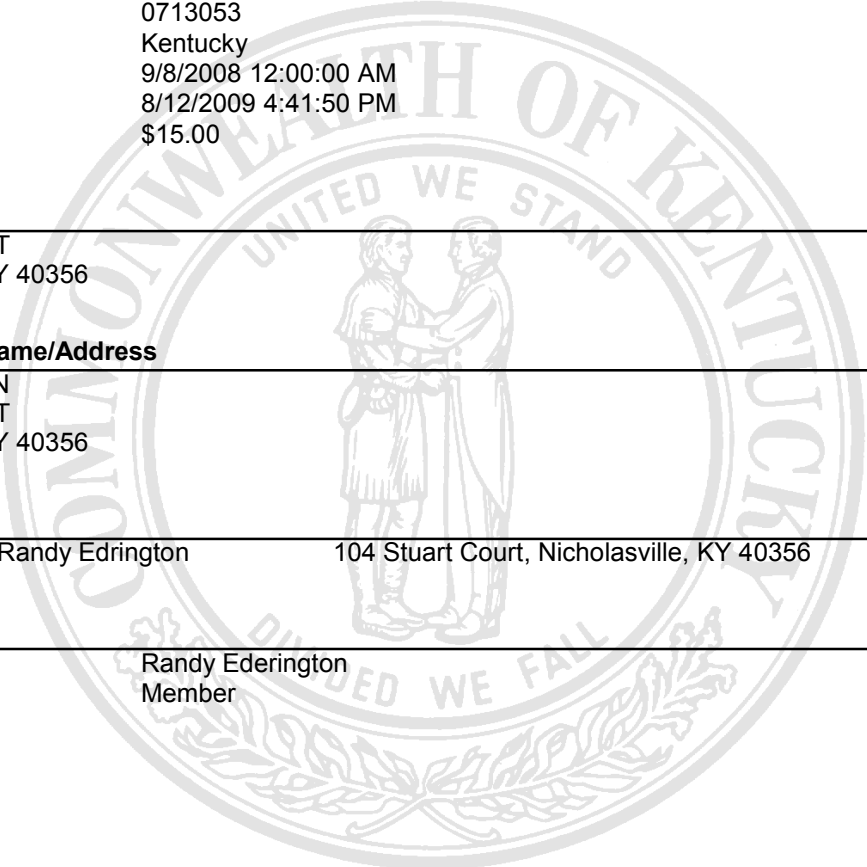 0713053
Kentucky
9/8/2008 12:00:00 AM
8/12/2009 4:41:50 PM
$15.00
COMMONWEALTH OF KENTUCKY
UNITED WE STAND
T
Y 40356
ame/Address
N
T
Y 40356
Randy Edrington 104 Stuart Court, Nicholasville, KY 40356
DIVIDED WE FALL
Randy Ederington
Member